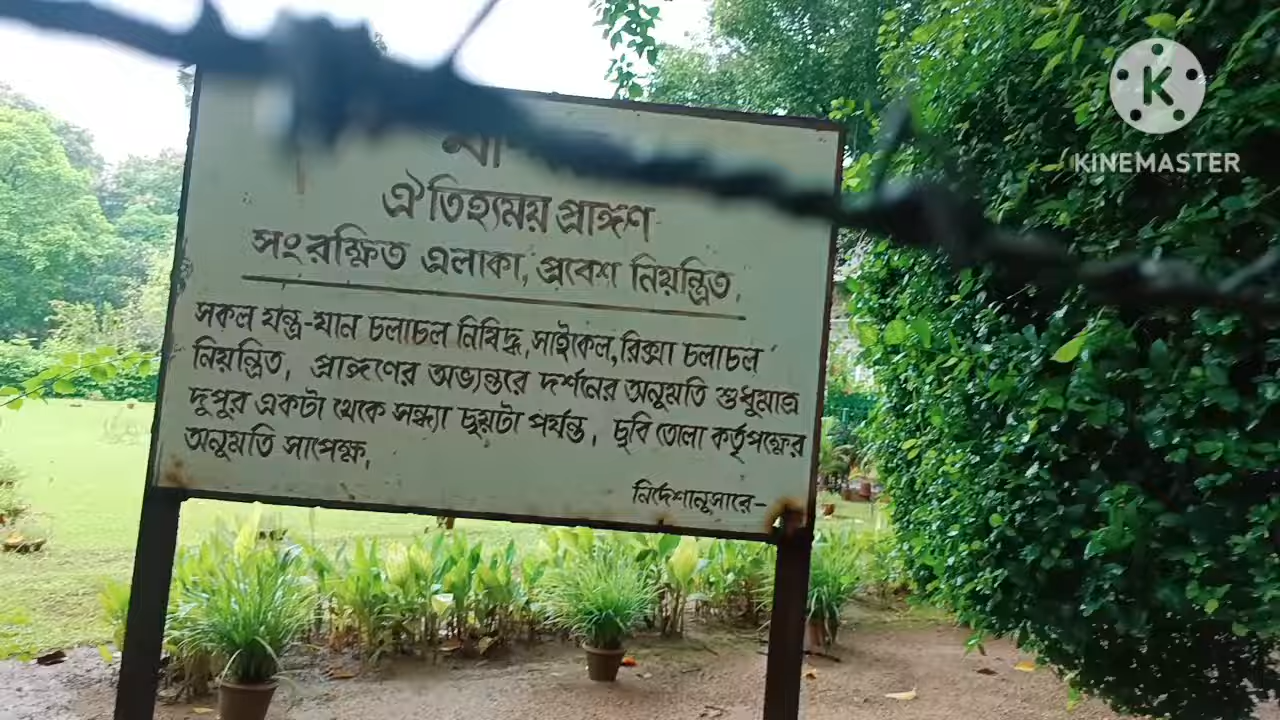 ঐতিহ্যময় প্রাঙ্গণ
সংরক্ষিত এলাকা, প্রবেশ নিয়ন্ত্রিত,
সকল যন্ত্র-যান চলাচল নিষিদ্ধ, সাইকেল, রিক্সা চলাচল
নিয়ন্ত্রিত, প্রাঙ্গণের অভ্যন্তরে দর্শনের অনুমতি শুধুমাত্র
দুপুর একটা থেকে সন্ধ্যা ছয়টা পর্যন্ত, ছবি তোলা কর্তৃপক্ষের
অনুমতি সাপেক্ষ,
নির্দেশানুসারে-
K
KINEMASTER